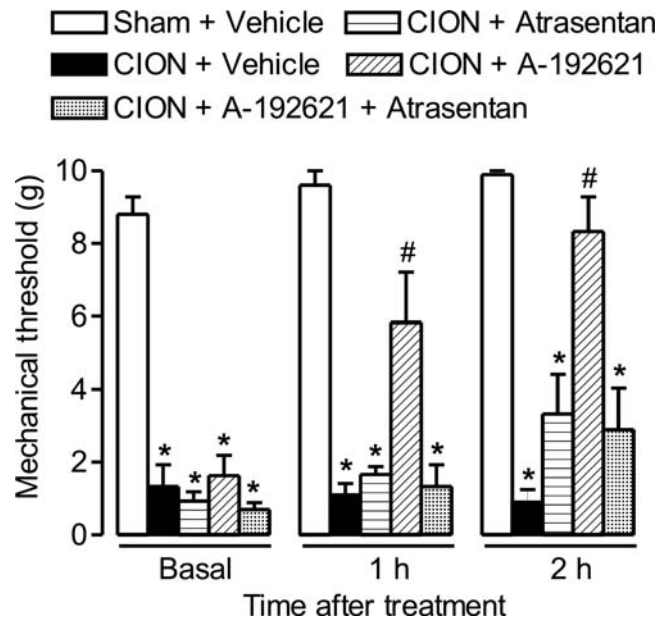 Sham + Vehicle
CION + Atrasentan
CION + Vehicle
CION + A-192621
CION + A-192621 + Atrasentan
Mechanical threshold (g)
10
8
6
4
2
0
* * * *
* * # *
* * # *
Basal
1 h
2 h
Time after treatment